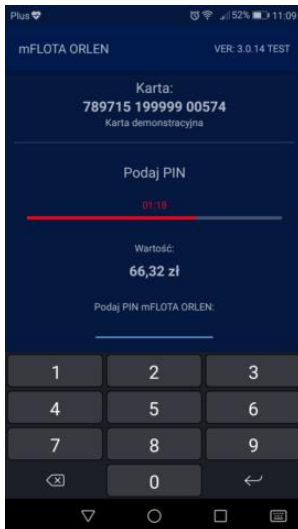 Plus 52% 11:09
mFLOTA ORLEN VER: 3.0.14 TEST
Karta:
789715 199999 00574
Karta demonstracyjna
Podaj PIN
01:18
Wartość:
66,32 zł
Podaj PIN mFLOTA ORLEN:
1 2 3
4 5 6
7 8 9
0